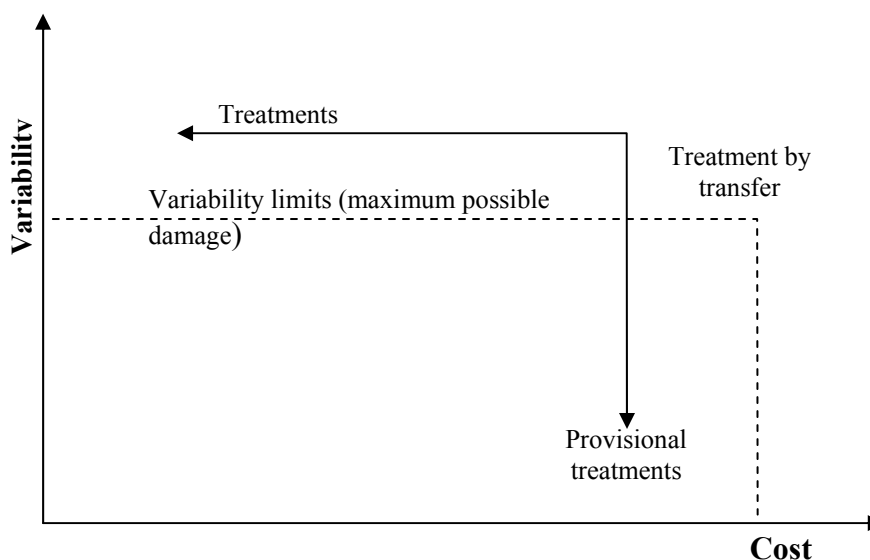 Treatments
Treatment by
transfer
Variability limits (maximum possible
damage)
Variability
Provisional
treatments
Cost